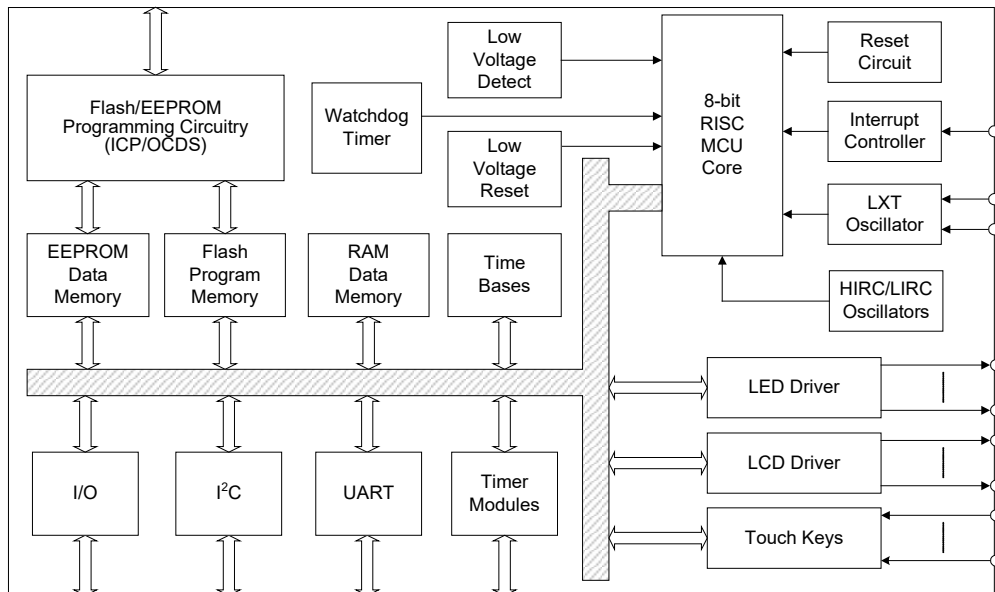 Low
Voltage
Detect
8-bit
RISC
MCU
Core
Reset
Circuit
Flash/EEPROM
Programming Circuitry
(ICP/OCDS)
Watchdog
Timer
Interrupt
Controller
Low
Voltage
Reset
LXT
Oscillator
EEPROM
Data
Memory
Flash
Program
Memory
RAM
Data
Memory
Time
Bases
HIRC/LIRC
Oscillators
LED Driver
LCD Driver
I/O
I²C
UART
Timer
Modules
Touch Keys